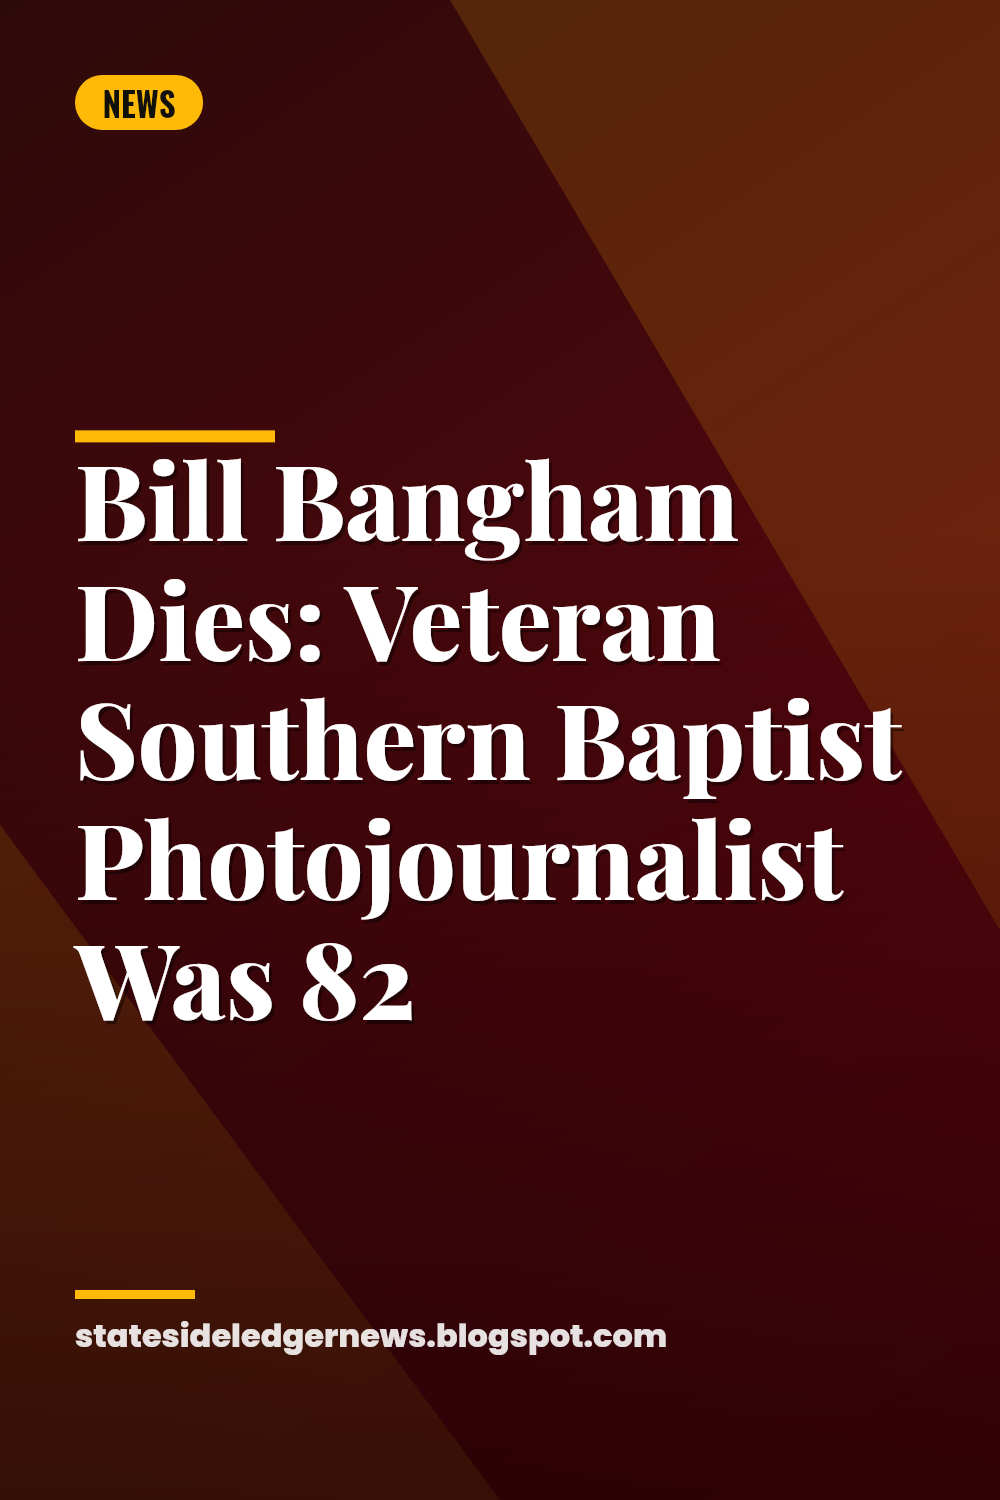 NEWS
Bill Bangham
Dies: Veteran
Southern Baptist
Photojournalist
Was 82
statesideledgernews.blogspot.com